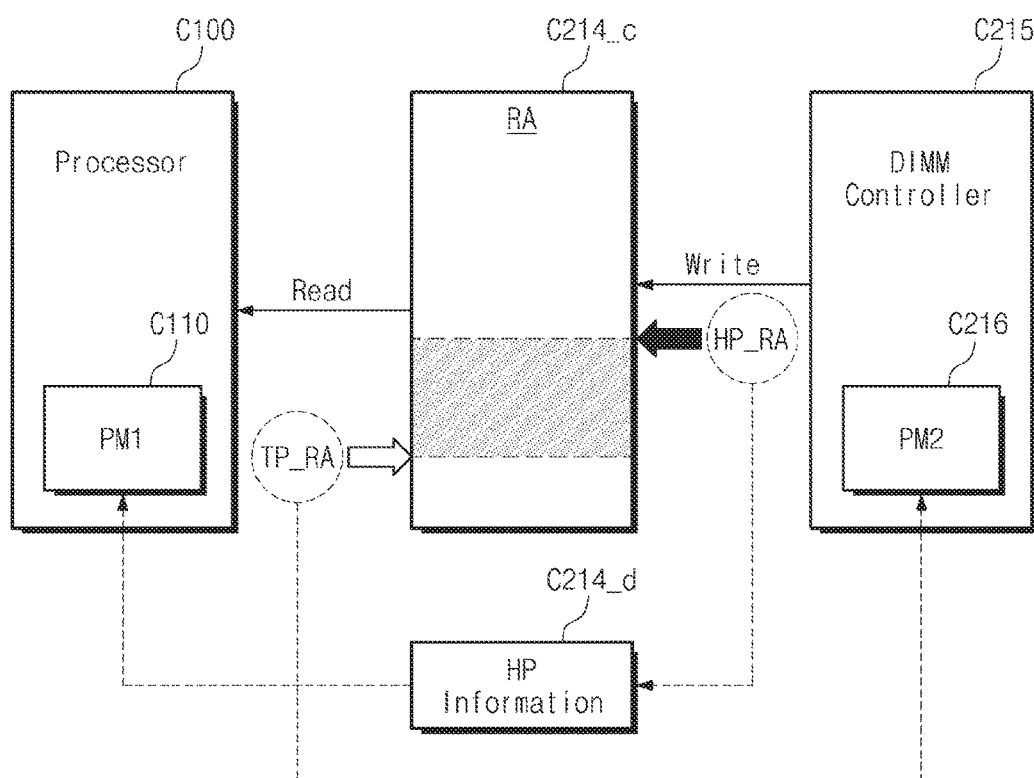 C100
C214_c
C215
RA
Processor
DIMM
Controller
Write
Read
C110
HP_RA
C216
PM1
TP_RA
PM2
C214_d
HP
Information